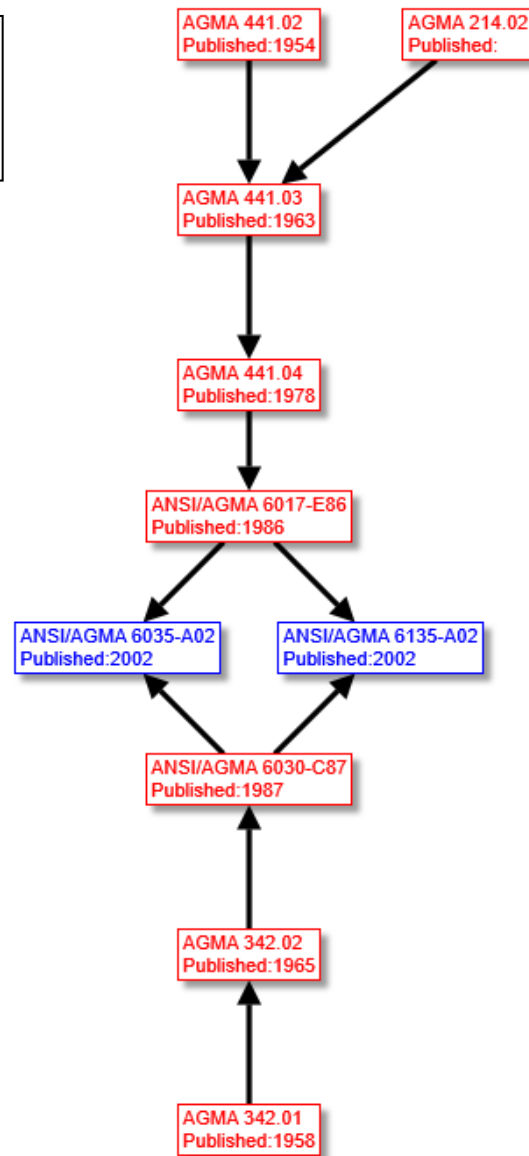 AGMA 441.02
Published:1954
AGMA 214.02
Published:
AGMA 441.03
Published:1963
AGMA 441.04
Published:1978
ANSI/AGMA 6017-E86
Published:1986
ANSI/AGMA 6035-A02
Published:2002
ANSI/AGMA 6135-A02
Published:2002
ANSI/AGMA 6030-C87
Published:1987
AGMA 342.02
Published:1965
AGMA 342.01
Published:1958